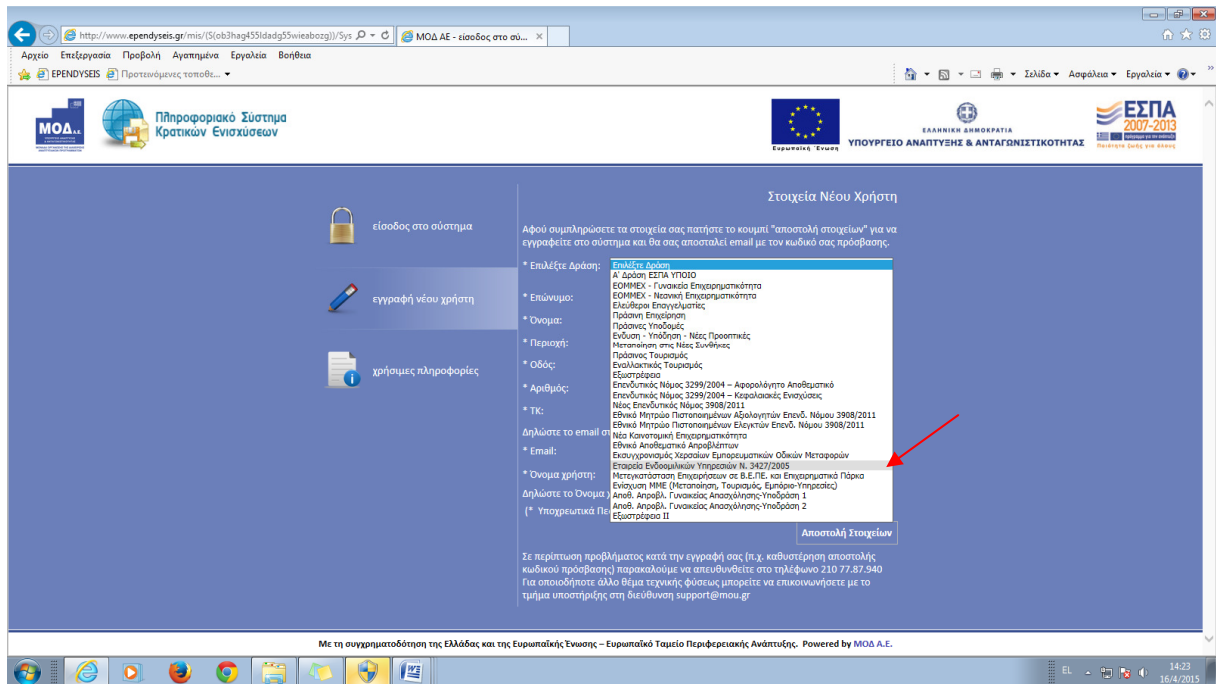 http://www.ependyseis.gr/mis/(S(ob3hag455ldadg55wieabozg))/Sys
ΜΟΔ ΑΕ - είσοδος στο σύ...
Αρχείο Επεξεργασία Προβολή Αγαπημένα Εργαλεία Βοήθεια
EPENDYSEIS Προτεινόμενες τοποθε...
Σελίδα Ασφάλεια Εργαλεία
ΜΟΔ Α.Ε.
Πληροφοριακό Σύστημα
Κρατικών Ενισχύσεων
Ευρωπαϊκή Ένωση
ΕΛΛΗΝΙΚΗ ΔΗΜΟΚΡΑΤΙΑ
ΥΠΟΥΡΓΕΙΟ ΑΝΑΠΤΥΞΗΣ & ΑΝΤΑΓΩΝΙΣΤΙΚΟΤΗΤΑΣ
ΕΣΠΑ
2007-2013
Ποιότητα ζωής για όλους
Στοιχεία Νέου Χρήστη
είσοδος στο σύστημα
εγγραφή νέου χρήστη
χρήσιμες πληροφορίες
Αφού συμπληρώσετε τα στοιχεία σας πατήστε το κουμπί "αποστολή στοιχείων" για να
εγγραφείτε στο σύστημα και θα σας αποσταλεί email με τον κωδικό σας πρόσβασης.
* Επιλέξτε Δράση:
* Επώνυμο:
* Όνομα:
* Περιοχή:
* Οδός:
* Αριθμός:
* ΤΚ:
Δηλώστε το email
* Email:
* Όνομα χρήστη:
Δηλώστε το Όνομα
(* Υποχρεωτικά
Επιλέξτε Δράση
Α' Δράση ΕΣΠΑ ΥΠΟΙΟ
ΕΟΜΜΕΧ - Γυναικεία Επιχειρηματικότητα
ΕΟΜΜΕΧ - Νεανική Επιχειρηματικότητα
Ελεύθεροι Επαγγελματίες
Πράσινη Επιχείρηση
Πράσινες Υποδομές
Ενδυση - Υπόδηση - Νέες Προοπτικές
Μεταποίηση στις Νέες Συνθήκες
Πράσινος Τουρισμός
Εναλλακτικός Τουρισμός
Εξωστρέφεια
Επενδυτικός Νόμος 3299/2004 – Αφορολόγητο Αποθεματικό
Επενδυτικός Νόμος 3299/2004 – Κεφαλαιακές Ενισχύσεις
Νέος Επενδυτικός Νόμος 3908/2011
Εθνικό Μητρώο Πιστοποιημένων Αξιολογητών Επενδ. Νόμου 3908/2011
Εθνικό Μητρώο Πιστοποιημένων Ελεγκτών Επενδ. Νόμου 3908/2011
Νέα Καινοτομική Επιχειρηματικότητα
Εθνικό Αποθεματικό Απροβλέπτων
Εκσυγχρονισμός Χερσαίων Εμπορευματικών Οδικών Μεταφορών
Εταιρεία Ενδοομιλικών Υπηρεσιών Ν. 3427/2005
Μετεγκατάσταση Επιχειρήσεων σε Β.Ε.ΠΕ. και Επιχειρηματικά Πάρκα
Ενίσχυση ΜΜΕ (Μεταποίηση, Τουρισμός, Εμπόριο-Υπηρεσίες)
Αποθ. Απροβλ. Γυναικείας Απασχόλησης-Υποδράση 1
Αποθ. Απροβλ. Γυναικείας Απασχόλησης-Υποδράση 2
Εξωστρέφεια ΙΙ
Αποστολή Στοιχείων
Σε περίπτωση προβλήματος κατά την εγγραφή σας (π.χ. καθυστέρηση αποστολής
κωδικού πρόσβασης) παρακαλούμε να απευθυνθείτε στο τηλέφωνο 210 77.87.940
Για οποιοδήποτε άλλο θέμα τεχνικής φύσεως μπορείτε να επικοινωνήσετε με το
τμήμα υποστήριξης στη διεύθυνση support@mou.gr
Με τη συγχρηματοδότηση της Ελλάδας και της Ευρωπαϊκής Ένωσης – Ευρωπαϊκό Ταμείο Περιφερειακής Ανάπτυξης. Powered by ΜΟΔ Α.Ε.
EL
14:23
16/4/2015